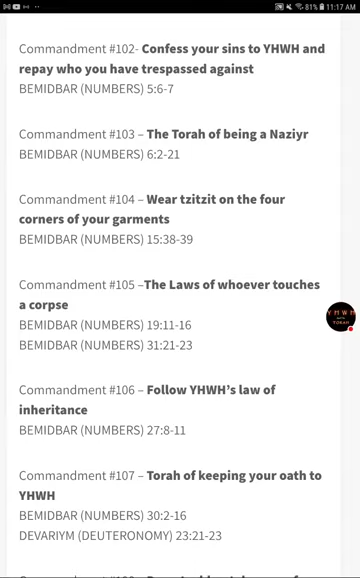 81% 11:17 AM
Commandment #102- Confess your sins to YHWH and
repay who you have trespassed against
BEMIDBAR (NUMBERS) 5:6-7
Commandment #103 – The Torah of being a Naziyr
BEMIDBAR (NUMBERS) 6:2-21
Commandment #104 – Wear tzitzit on the four
corners of your garments
BEMIDBAR (NUMBERS) 15:38-39
Commandment #105 –The Laws of whoever touches
a corpse
BEMIDBAR (NUMBERS) 19:11-16
BEMIDBAR (NUMBERS) 31:21-23
Commandment #106 – Follow YHWH’s law of
inheritance
BEMIDBAR (NUMBERS) 27:8-11
Commandment #107 – Torah of keeping your oath to
YHWH
BEMIDBAR (NUMBERS) 30:2-16
DEVARIYM (DEUTERONOMY) 23:21-23